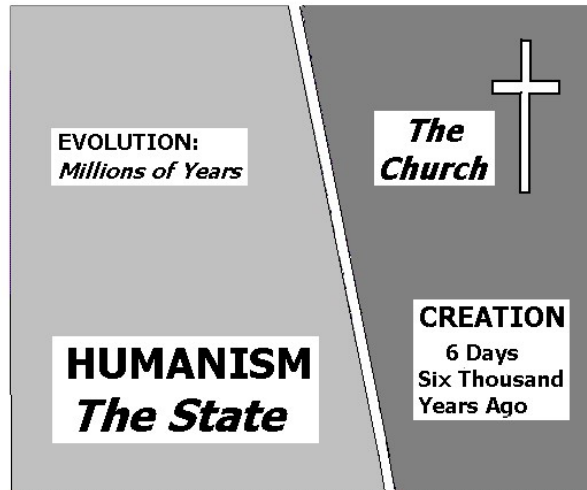 EVOLUTION:
Millions of Years
HUMANISM
The State
The
Church
CREATION
6 Days
Six Thousand
Years Ago